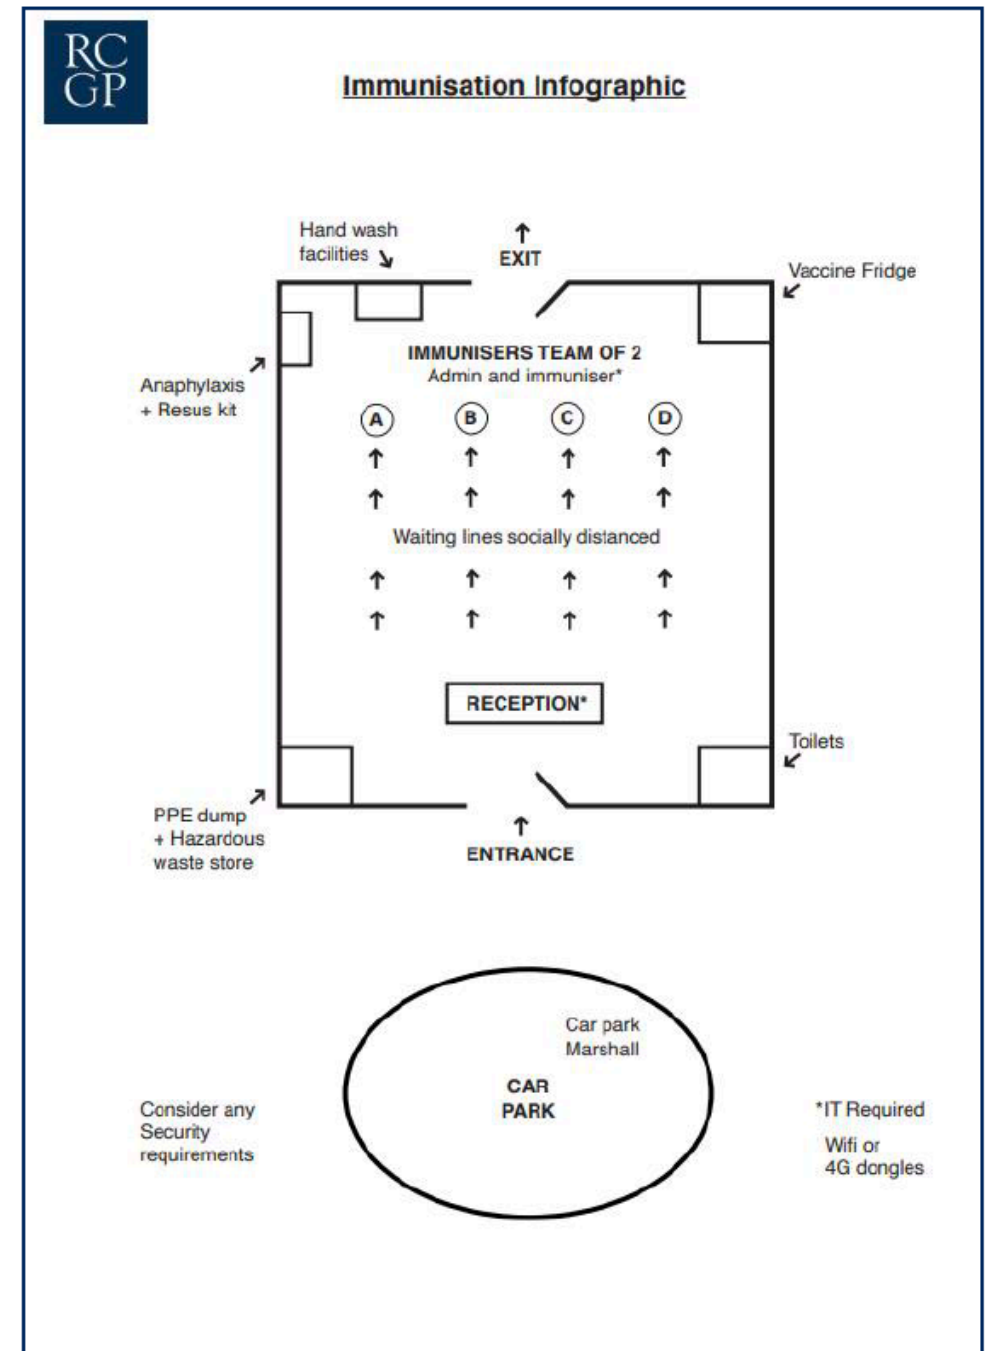 RC
GP
Immunisation Infographic
Hand wash
facilities
EXIT
Vaccine Fridge
IMMUNISERS TEAM OF 2
Admin and immuniser*
Anaphylaxis
+ Resus kit
A B C D
Waiting lines socially distanced
RECEPTION*
Toilets
PPE dump
+ Hazardous
waste store
ENTRANCE
Car park
Marshall
CAR
PARK
Consider any
Security
requirements
*IT Required
Wifi or
4G dongles